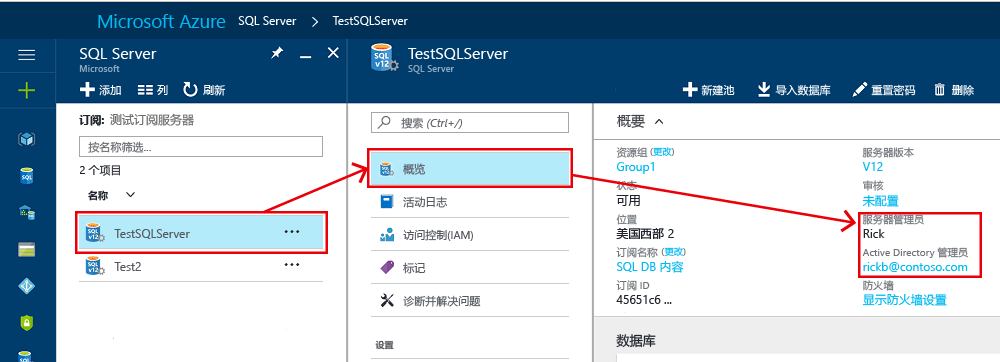 Microsoft Azure SQL Server > TestSQLServer
SQL Server
Microsoft
添加 列 刷新
订阅: 测试订阅服务器
按名称筛选...
2 个项目
名称
SQL v12 TestSQLServer ...
SQL v12 Test2 ...
SQL v12 TestSQLServer
SQL Server
新建池 导入数据库 重置密码 删除
搜索 (Ctrl+/)
概览
活动日志
访问控制(IAM)
标记
诊断并解决问题
设置
概要
资源组 (更改)
Group1
状态
可用
位置
美国西部 2
订阅名称 (更改)
SQL DB 内容
订阅 ID
45651c6 ...
服务器版本
V12
审核
未配置
服务器管理员
Rick
Active Directory 管理员
rickb@contoso.com
防火墙
显示防火墙设置
数据库